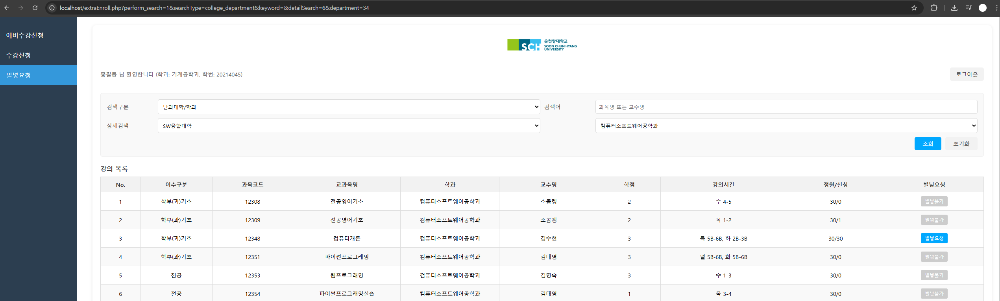 localhost/extraEnroll.php?perform_search=1&searchType=college_department&keyword=&detailSearch=6&department=34
예비수강신청
수강신청
빌넣요청
SCH 순천향대학교
SOON CHUN HYANG
UNIVERSITY
홍길동 님 환영합니다 (학과: 기계공학과, 학번: 20214045)
로그아웃
검색구분 단과대학/학과 검색어 과목명 또는 교수명
상세검색 SW융합대학 컴퓨터소프트웨어공학과
조회 초기화
강의 목록
No. 이수구분 과목코드 교과목명 학과 교수명 학점 강의시간 정원/신청 빌넣요청
1 학부(과)기초 12308 전공영어기초 컴퓨터소프트웨어공학과 소콤켕 2 수 4-5 30/0 빌넣불가
2 학부(과)기초 12309 전공영어기초 컴퓨터소프트웨어공학과 소콤켕 2 목 1-2 30/1 빌넣불가
3 학부(과)기초 12348 컴퓨터개론 컴퓨터소프트웨어공학과 김수현 3 목 5B-6B, 화 2B-3B 30/30 빌넣요청
4 학부(과)기초 12351 파이썬프로그래밍 컴퓨터소프트웨어공학과 김대영 3 월 5B-6B, 화 5B-6B 30/0 빌넣불가
5 전공 12353 웹프로그래밍 컴퓨터소프트웨어공학과 김명숙 3 수 1-3 30/0 빌넣불가
6 전공 12354 파이썬프로그래밍실습 컴퓨터소프트웨어공학과 김대영 1 목 3-4 30/0 빌넣불가